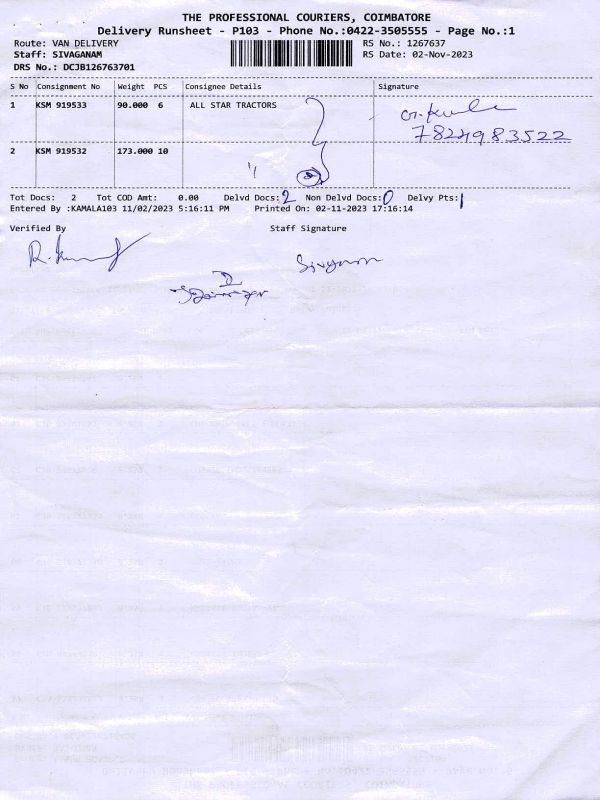 THE PROFESSIONAL COURIERS, COIMBATORE
Delivery Runsheet - P103 - Phone No.:0422-3505555 - Page No.:1
Route: VAN DELIVERY RS No.: 1267637
Staff: SIVAGANAM RS Date: 02-Nov-2023
DRS No.: DCJB126763701
S No Consignment No Weight PCS Consignee Details Signature
1 KSM 919533 90.000 6 ALL STAR TRACTORS
7824983522
2 KSM 919532 173.000 10
Tot Docs: 2 Tot COD Amt: 0.00 Delvd Docs: 2 Non Delvd Docs: 0 Delvy Pts: 1
Entered By :KAMALA103 11/02/2023 5:16:11 PM Printed On: 02-11-2023 17:16:14
Verified By Staff Signature